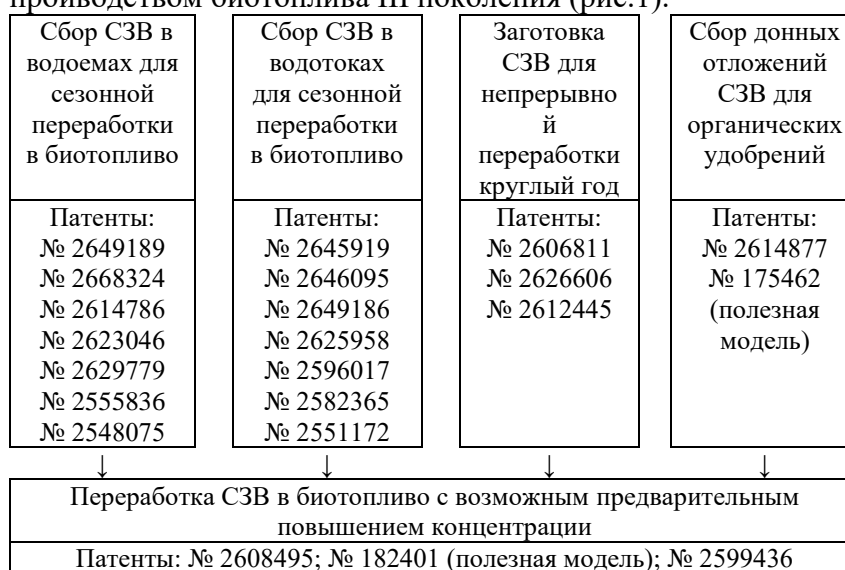 производством биотоплива III поколения (рис.1).
Сбор СЗВ в
водоемах для
сезонной
переработки
в биотопливо
Патенты:
№ 2649189
№ 2668324
№ 2614786
№ 2623046
№ 2629779
№ 2555836
№ 2548075
Сбор СЗВ в
водотоках
для сезонной
переработки
в биотопливо
Патенты:
№ 2645919
№ 2646095
№ 2649186
№ 2625958
№ 2596017
№ 2582365
№ 2551172
Заготовка
СЗВ для
непрерывно
й
переработки
круглый год
Патенты:
№ 2606811
№ 2626606
№ 2612445
Сбор донных
отложений
СЗВ для
органических
удобрений
Патенты:
№ 2614877
№ 175462
(полезная
модель)
↓ ↓ ↓ ↓
Переработка СЗВ в биотопливо с возможным предварительным
повышением концентрации
Патенты: № 2608495; № 182401 (полезная модель); № 2599436